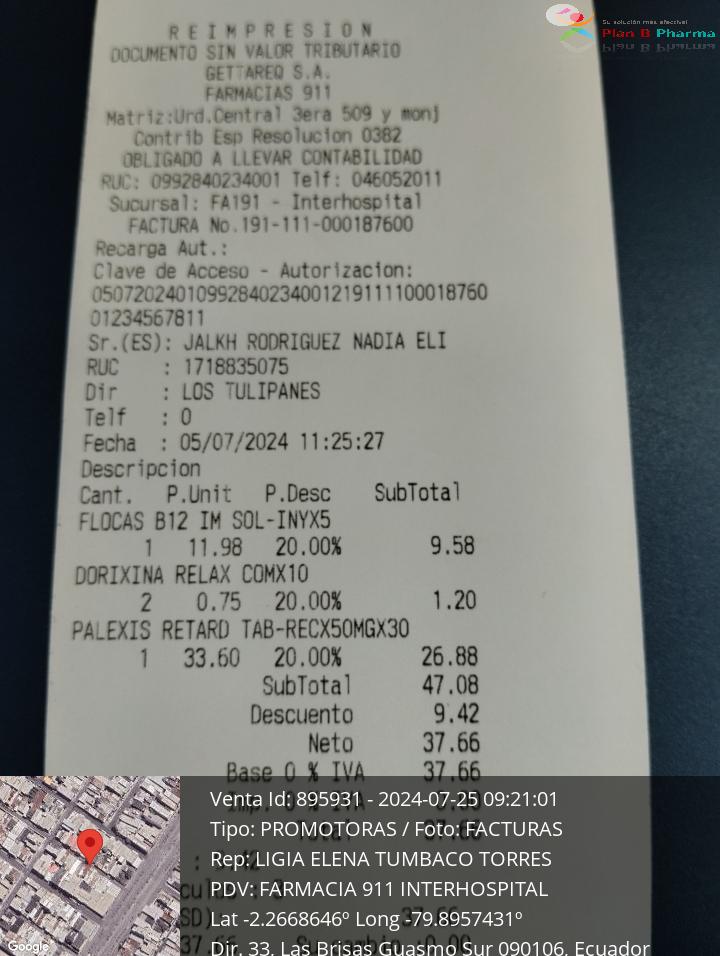 Su solución más efectiva!
Plan B Pharma
REIMPRESION
DOCUMENTO SIN VALOR TRIBUTARIO
GETTAREQ S.A.
FARMACIAS 911
Matriz:Urd.Central 3era 509 y monj
Contrib Esp Resolucion 0382
OBLIGADO A LLEVAR CONTABILIDAD
RUC: 0992840234001 Telf: 046052011
Sucursal: FA191 - Interhospital
FACTURA No.191-111-000187600
Recarga Aut.:
Clave de Acceso - Autorizacion:
05072024010992840234001219111100018760
01234567811
Sr.(ES): JALKH RODRIGUEZ NADIA ELI
RUC : 1718835075
Dir : LOS TULIPANES
Telf : 0
Fecha : 05/07/2024 11:25:27
Descripcion
Cant. P.Unit P.Desc SubTotal
FLOCAS B12 IM SOL-INYX5
1 11.98 20.00% 9.58
DORIXINA RELAX COMX10
2 0.75 20.00% 1.20
PALEXIS RETARD TAB-RECX50MGX30
1 33.60 20.00% 26.88
SubTotal 47.08
Descuento 9.42
Neto 37.66
Base 0 % IVA 37.66
Venta Id: 895931 - 2024-07-25 09:21:01
Tipo: PROMOTORAS / Foto: FACTURAS
Rep: LIGIA ELENA TUMBACO TORRES
PDV: FARMACIA 911 INTERHOSPITAL
Lat -2.2668646º Long -79.8957431º
Dir. 33, Las Brisas Guasmo Sur 090106, Ecuador
Google